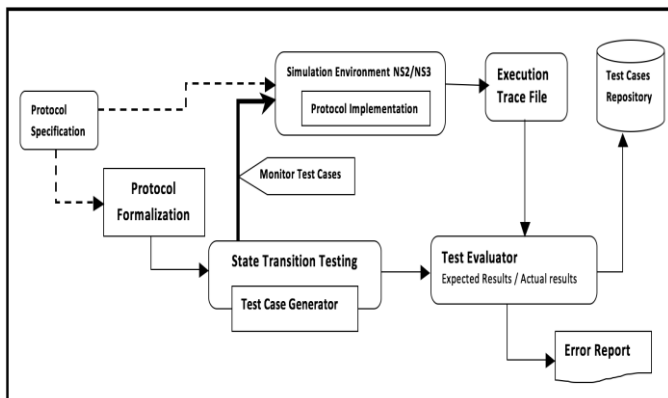 Simulation Environment NS2/NS3
Protocol Implementation
Execution
Trace File
Test Cases
Repository
Protocol
Specification
Monitor Test Cases
Protocol
Formalization
State Transition Testing
Test Case Generator
Test Evaluator
Expected Results / Actual results
Error Report